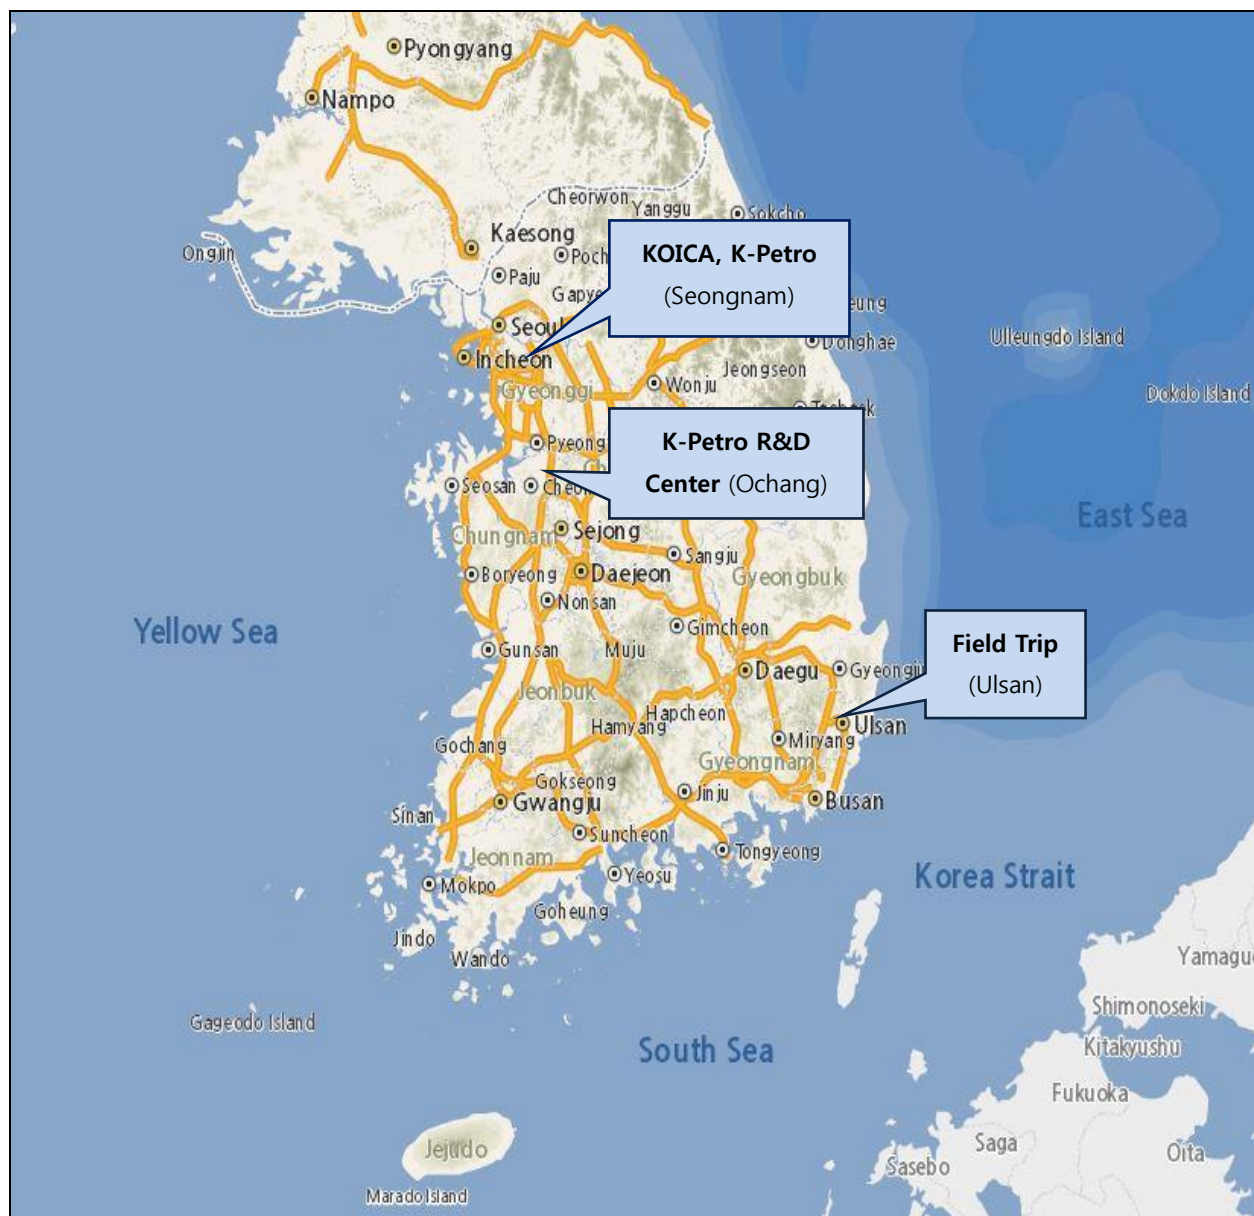 Pyongyang
Nampo
Cheorwon
Yanggu
Sokcho
Kaesong
Ongjin
Paju
KOICA, K-Petro
(Seongnam)
Seoul
Incheon
Donghae
Ulleungdo Island
Jeongseon
Wonju
Gyeonggi
Dokdo Island
K-Petro R&D
Center (Ochang)
Seosan
East Sea
Chungnam
Sejong
Sangju
Boryeong
Daejeon
Gyeongbuk
Nonsan
Yellow Sea
Gimcheon
Gunsan
Muju
Field Trip
(Ulsan)
Daegu
Gyeongju
Jeonbuk
Hapcheon
Hamyang
Ulsan
Miryang
Gochang
Gyeongnam
Gokseong
Jinju
Gwangju
Busan
Sinan
Suncheon
Tongyeong
Jeonnam
Yeosu
Korea Strait
Mokpo
Goheung
Jindo
Wando
Shimonoseki
Gageodo Island
South Sea
Kitakyushu
Fukuoka
Jejudo
Saga
Oita
Sasebo
Marado Island